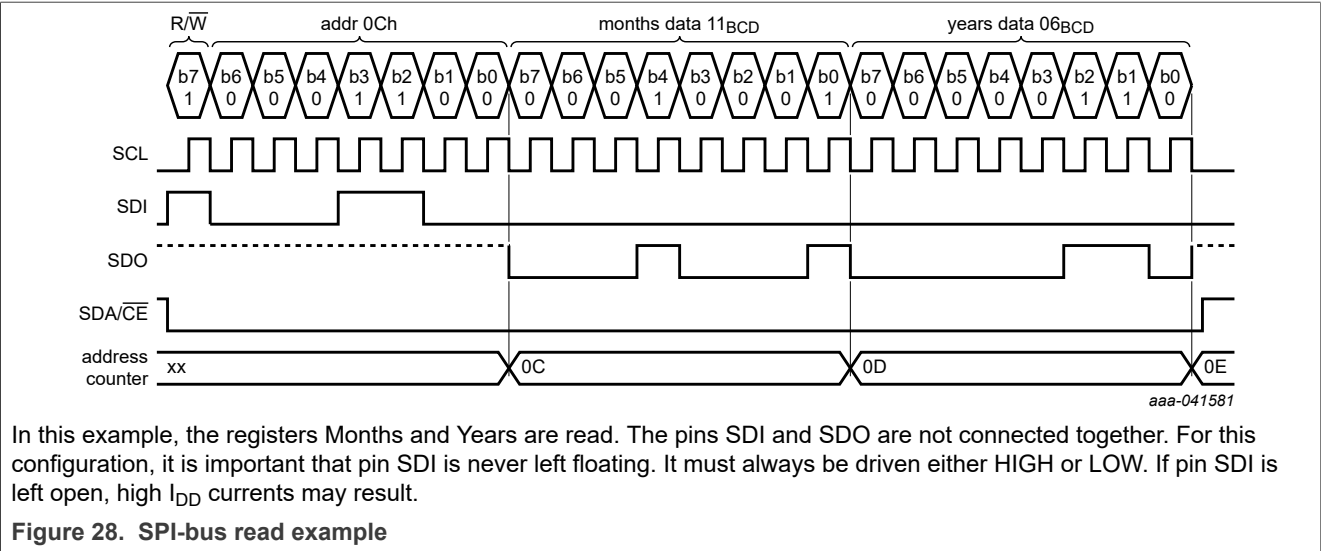 R/W addr 0Ch months data 11BCD years data 06BCD
b7 b6 b5 b4 b3 b2 b1 b0 b7 b6 b5 b4 b3 b2 b1 b0 b7 b6 b5 b4 b3 b2 b1 b0
1 0 0 0 1 1 0 0 0 0 0 1 0 0 0 1 0 0 0 0 0 1 1 0
SCL
SDI
SDO
SDA/CE
address
counter
xx 0C 0D 0E
aaa-041581
In this example, the registers Months and Years are read. The pins SDI and SDO are not connected together. For this
configuration, it is important that pin SDI is never left floating. It must always be driven either HIGH or LOW. If pin SDI is
left open, high IDD currents may result.
Figure 28. SPI-bus read example